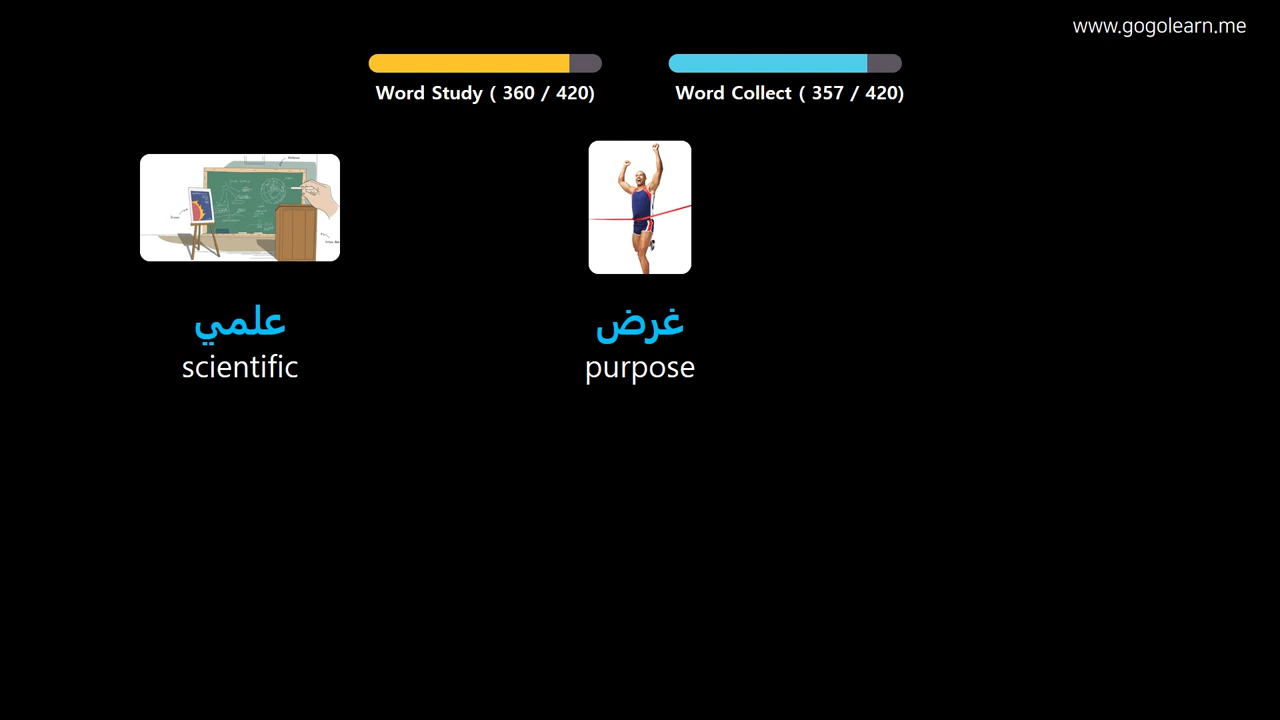 www.gogolearn.me
Word Study ( 360 / 420)
Word Collect ( 357 / 420)
علمي
scientific
غرض
purpose